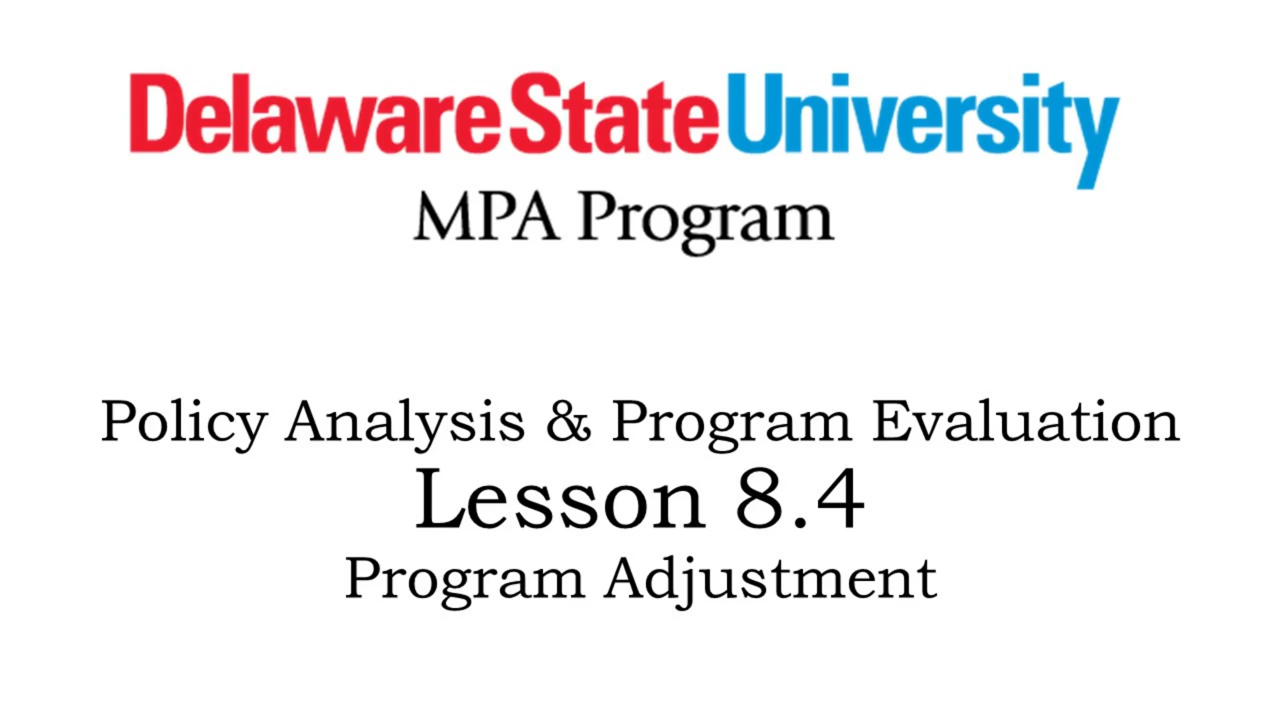 Delaware State University
MPA Program
Policy Analysis & Program Evaluation
Lesson 8.4
Program Adjustment